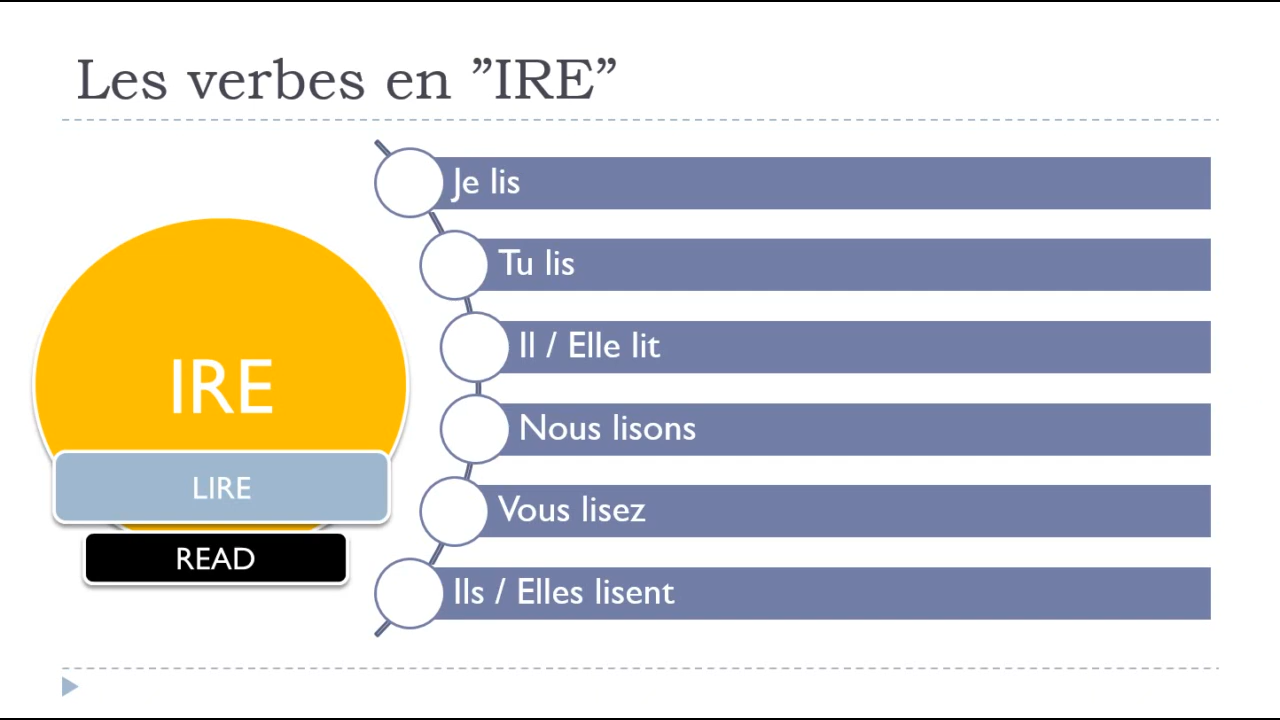 Les verbes en ”IRE”
IRE
LIRE
READ
Je lis
Tu lis
Il / Elle lit
Nous lisons
Vous lisez
Ils / Elles lisent